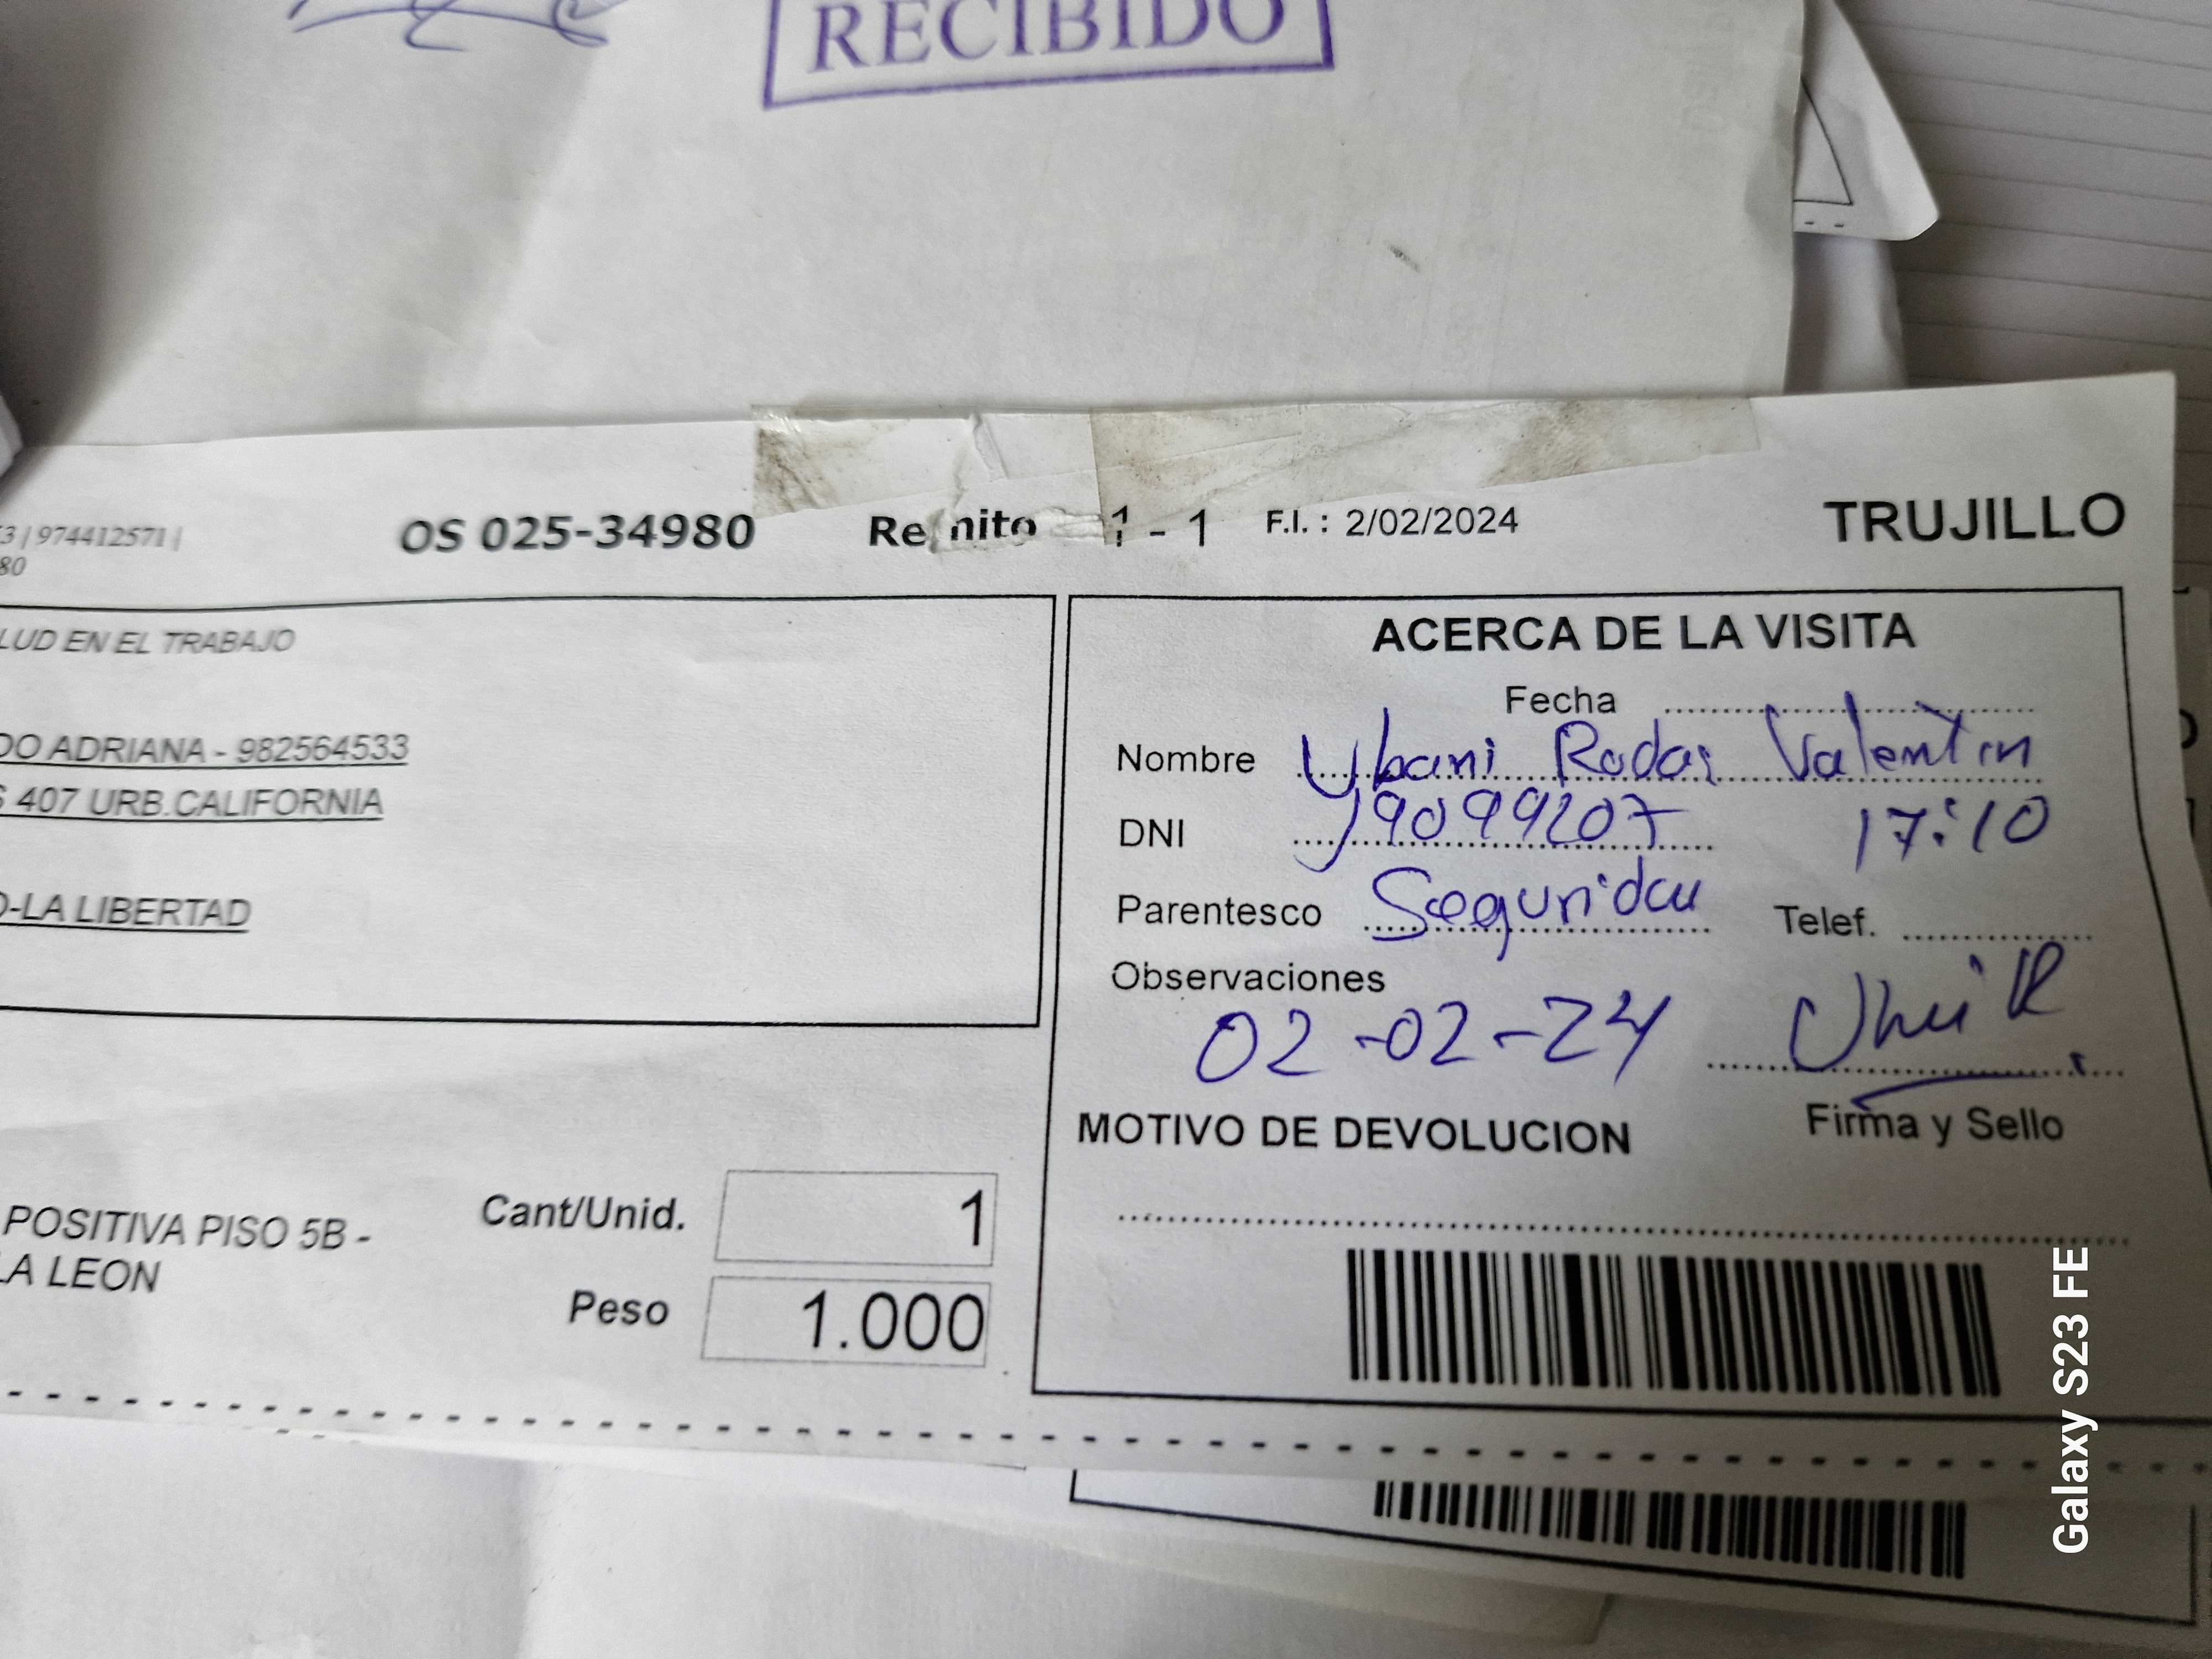 RECIBIDO
3 | 974412571 |
80
OS 025-34980
Remito 1 - 1
F.I. : 2/02/2024
TRUJILLO
LUD EN EL TRABAJO
DO ADRIANA - 982564533
S 407 URB.CALIFORNIA
O-LA LIBERTAD
POSITIVA PISO 5B -
LA LEON
Cant/Unid. 1
Peso 1.000
ACERCA DE LA VISITA
Fecha
Nombre Ybani Rodas Valentin
DNI 19099207 17:10
Parentesco Seguridad
Telef.
Observaciones
02-02-24
Firma y Sello
MOTIVO DE DEVOLUCION
Galaxy S23 FE